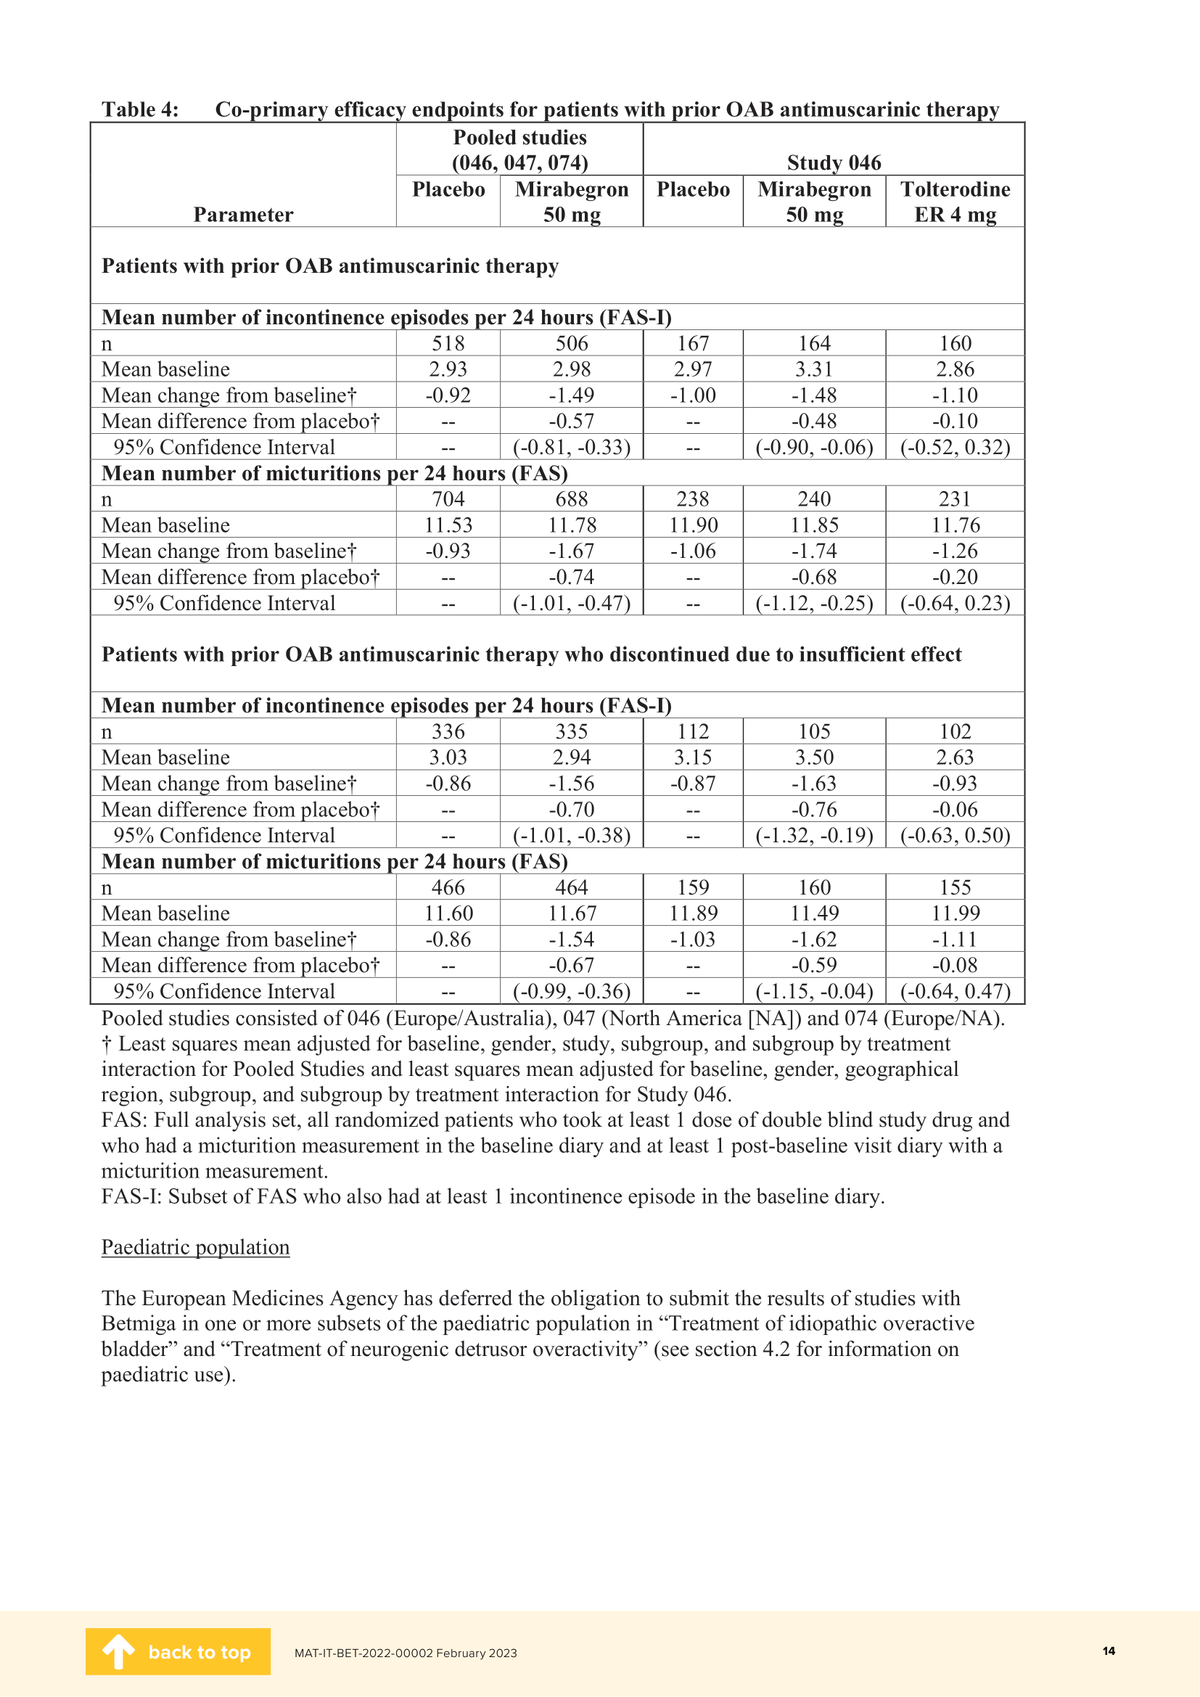 Table 4: Co-primary efficacy endpoints for patients with prior OAB antimuscarinic therapy
Pooled studies
(046, 047, 074) Study 046
Placebo Mirabegron Placebo Mirabegron Tolterodine
Parameter 50 mg 50 mg ER 4 mg
Patients with prior OAB antimuscarinic therapy
Mean number of incontinence episodes per 24 hours (FAS-I)
n 518 506 167 164 160
Mean baseline 2.93 2.98 2.97 3.31 2.86
Mean change from baseline† -0.92 -1.49 -1.00 -1.48 -1.10
Mean difference from placebo† -- -0.57 -- -0.48 -0.10
95% Confidence Interval -- (-0.81, -0.33) -- (-0.90, -0.06) (-0.52, 0.32)
Mean number of micturitions per 24 hours (FAS)
n 704 688 238 240 231
Mean baseline 11.53 11.78 11.90 11.85 11.76
Mean change from baseline† -0.93 -1.67 -1.06 -1.74 -1.26
Mean difference from placebo† -- -0.74 -- -0.68 -0.20
95% Confidence Interval -- (-1.01, -0.47) -- (-1.12, -0.25) (-0.64, 0.23)
Patients with prior OAB antimuscarinic therapy who discontinued due to insufficient effect
Mean number of incontinence episodes per 24 hours (FAS-I)
n 336 335 112 105 102
Mean baseline 3.03 2.94 3.15 3.50 2.63
Mean change from baseline† -0.86 -1.56 -0.87 -1.63 -0.93
Mean difference from placebo† -- -0.70 -- -0.76 -0.06
95% Confidence Interval -- (-1.01, -0.38) -- (-1.32, -0.19) (-0.63, 0.50)
Mean number of micturitions per 24 hours (FAS)
n 466 464 159 160 155
Mean baseline 11.60 11.67 11.89 11.49 11.99
Mean change from baseline† -0.86 -1.54 -1.03 -1.62 -1.11
Mean difference from placebo† -- -0.67 -- -0.59 -0.08
95% Confidence Interval -- (-0.99, -0.36) -- (-1.15, -0.04) (-0.64, 0.47)
Pooled studies consisted of 046 (Europe/Australia), 047 (North America [NA]) and 074 (Europe/NA).
† Least squares mean adjusted for baseline, gender, study, subgroup, and subgroup by treatment
interaction for Pooled Studies and least squares mean adjusted for baseline, gender, geographical
region, subgroup, and subgroup by treatment interaction for Study 046.
FAS: Full analysis set, all randomized patients who took at least 1 dose of double blind study drug and
who had a micturition measurement in the baseline diary and at least 1 post-baseline visit diary with a
micturition measurement.
FAS-I: Subset of FAS who also had at least 1 incontinence episode in the baseline diary.
Paediatric population
The European Medicines Agency has deferred the obligation to submit the results of studies with
Betmiga in one or more subsets of the paediatric population in “Treatment of idiopathic overactive
bladder” and “Treatment of neurogenic detrusor overactivity” (see section 4.2 for information on
paediatric use).
back to top MAT-IT-BET-2022-00002 February 2023 14